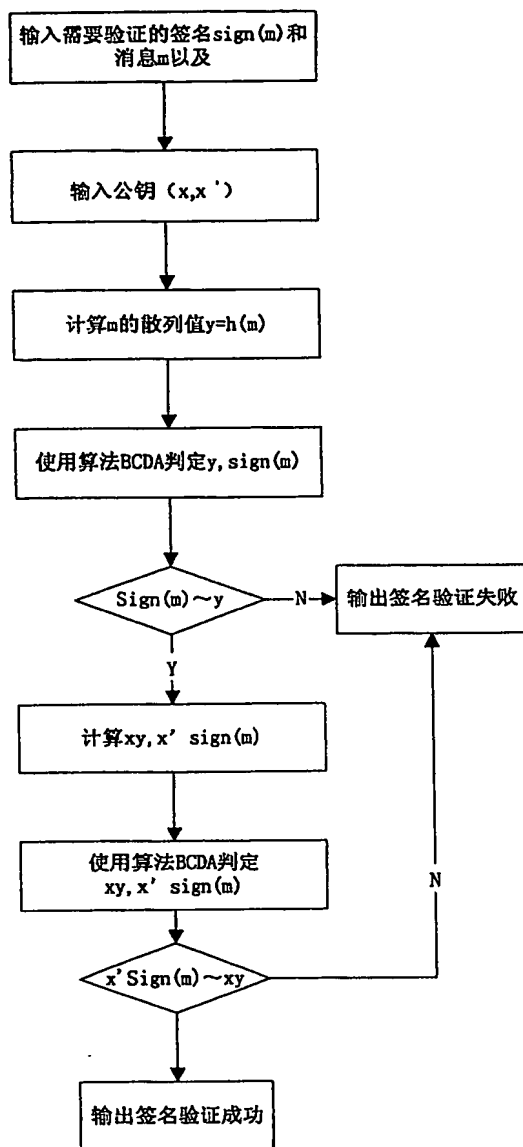 输入需要验证的签名sign(m)和
消息m以及
输入公钥（x,x'）
计算m的散列值y=h(m)
使用算法BCDA判定y,sign(m)
Sign(m)～y
N
输出签名验证失败
Y
计算xy,x' sign(m)
使用算法BCDA判定
xy,x' sign(m)
N
x'Sign(m)～xy
输出签名验证成功